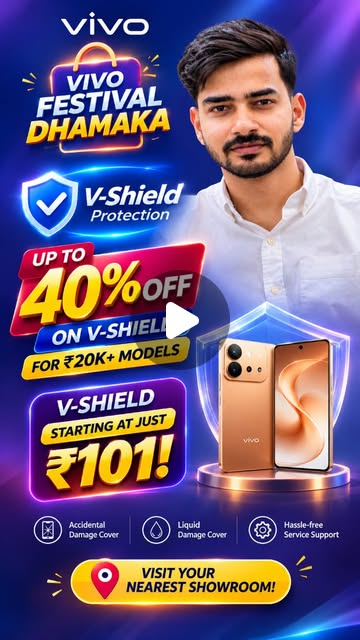 vivo
VIVO
FESTIVAL
DHAMAKA
V-Shield
Protection
UP TO
40% OFF
ON V-SHIELD
FOR ₹20K+ MODELS
V-SHIELD
STARTING AT JUST
₹101!
vivo
Accidental
Damage Cover
Liquid
Damage Cover
Hassle-free
Service Support
VISIT YOUR
NEAREST SHOWROOM!